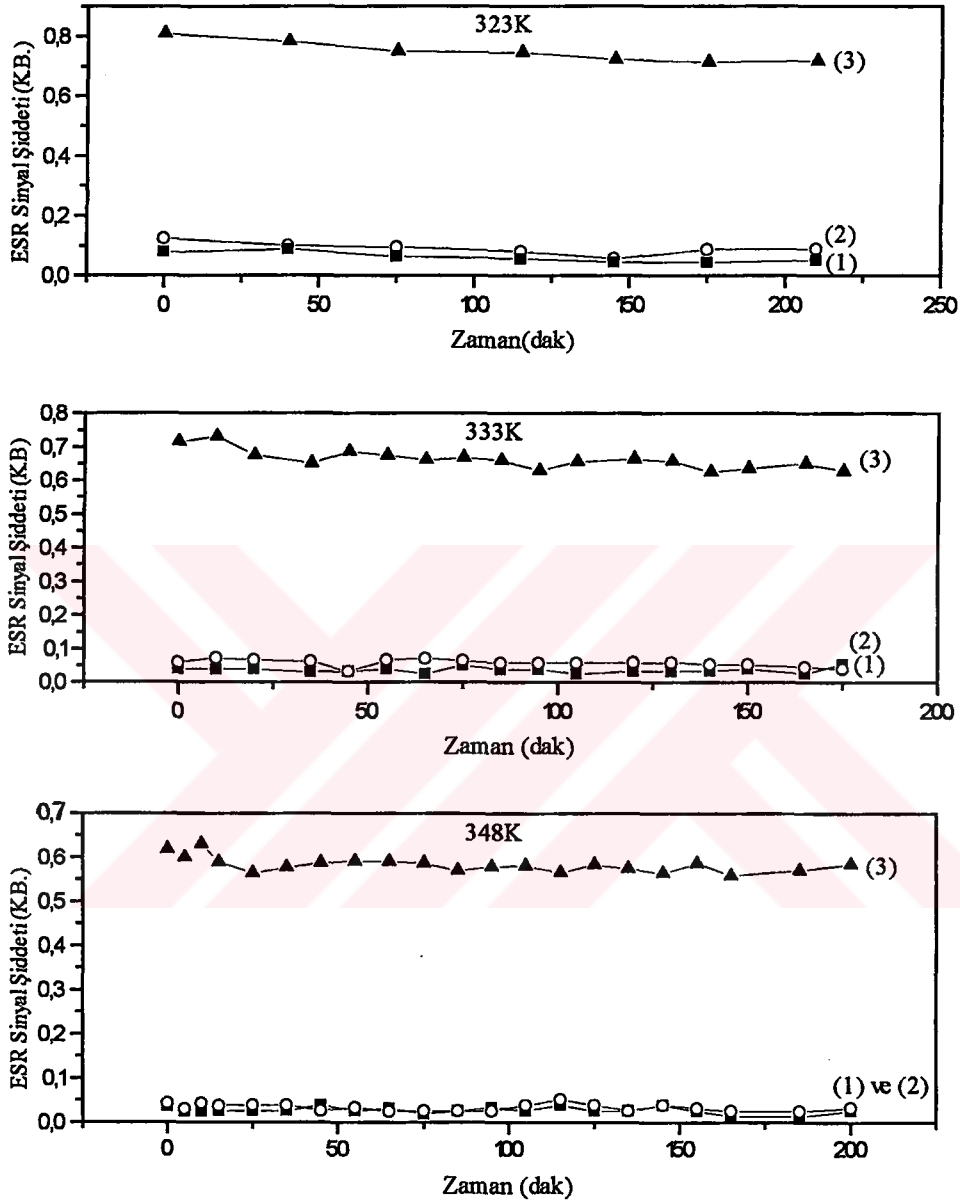 323K
ESR Sinyal Şiddeti (K.B.)
0,8
0,6
0,4
0,2
0,0
(3)
(2)
(1)
0 50 100 150 200 250
Zaman(dak)
333K
ESR Sinyal Şiddeti (K.B)
0,8
0,7
0,6
0,5
0,4
0,3
0,2
0,1
0,0
(3)
(2)
(1)
0 50 100 150 200
Zaman (dak)
348K
ESR Sinyal Şiddeti (K.B.)
0,7
0,6
0,5
0,4
0,3
0,2
0,1
0,0
(3)
(1) ve (2)
0 50 100 150 200
Zaman (dak)